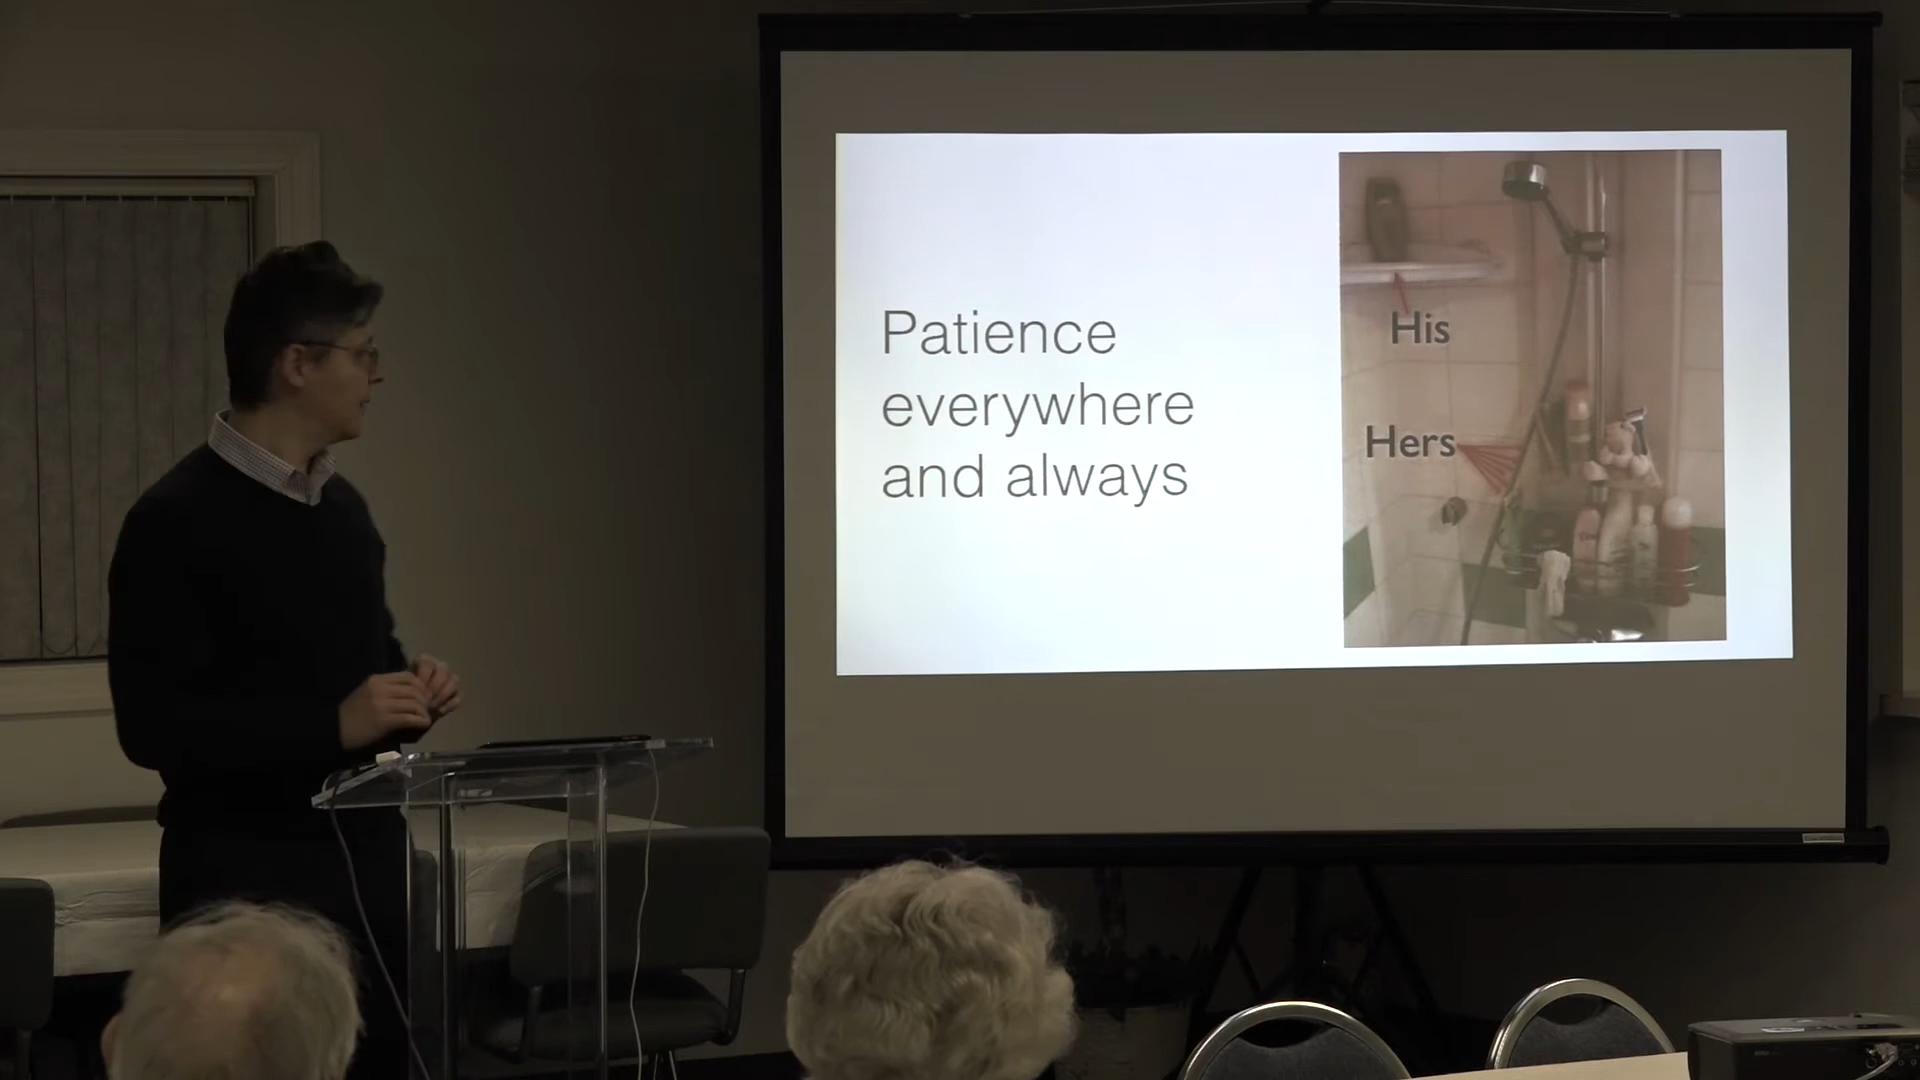 Patience
everywhere
and always
His
Hers